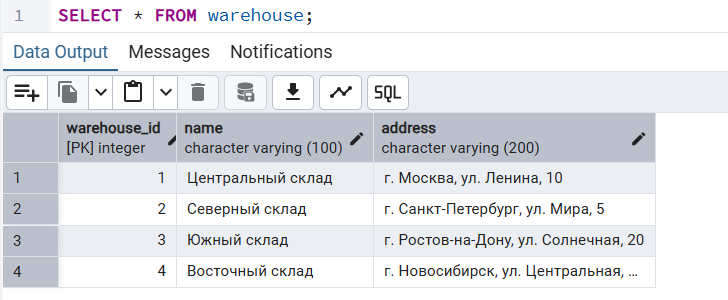 1 SELECT * FROM warehouse;
Data Output Messages Notifications
SQL
warehouse_id name address
[PK] integer character varying (100) character varying (200)
1 1 Центральный склад г. Москва, ул. Ленина, 10
2 2 Северный склад г. Санкт-Петербург, ул. Мира, 5
3 3 Южный склад г. Ростов-на-Дону, ул. Солнечная, 20
4 4 Восточный склад г. Новосибирск, ул. Центральная, ...